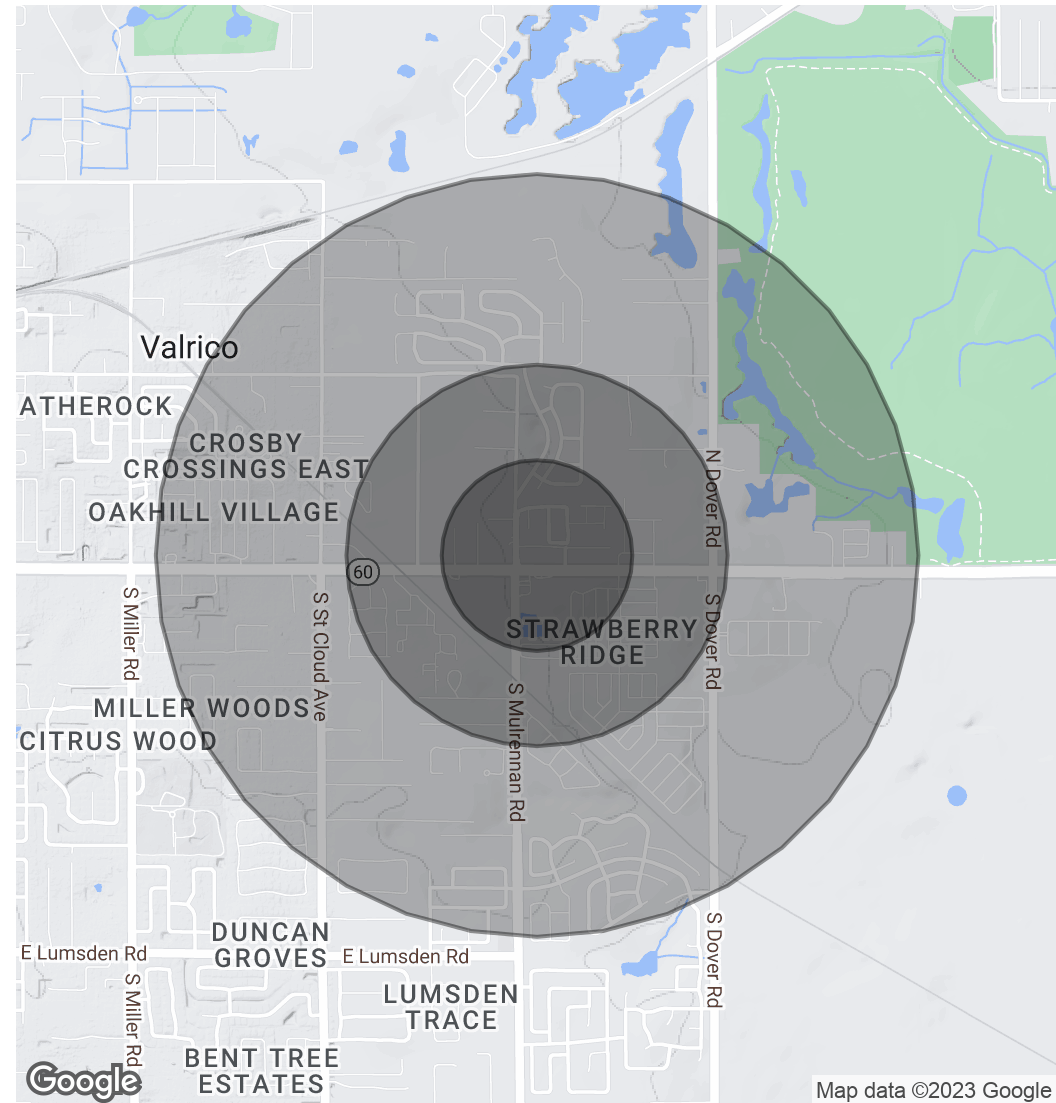 Valrico
ATHEROCK
CROSBY
CROSSINGS EAST
OAKHILL VILLAGE
N Dover Rd
60
S Miller Rd
S St Cloud Ave
STRAWBERRY
RIDGE
S Dover Rd
MILLER WOODS
S Mulrennan Rd
CITRUS WOOD
DUNCAN
GROVES
E Lumsden Rd
E Lumsden Rd
S Dover Rd
S Miller Rd
LUMSDEN
TRACE
BENT TREE
ESTATES
Google
Map data ©2023 Google